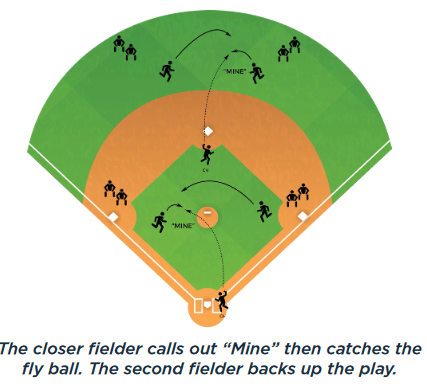 "MINE"
"MINE"
The closer fielder calls out “Mine” then catches the
fly ball. The second fielder backs up the play.